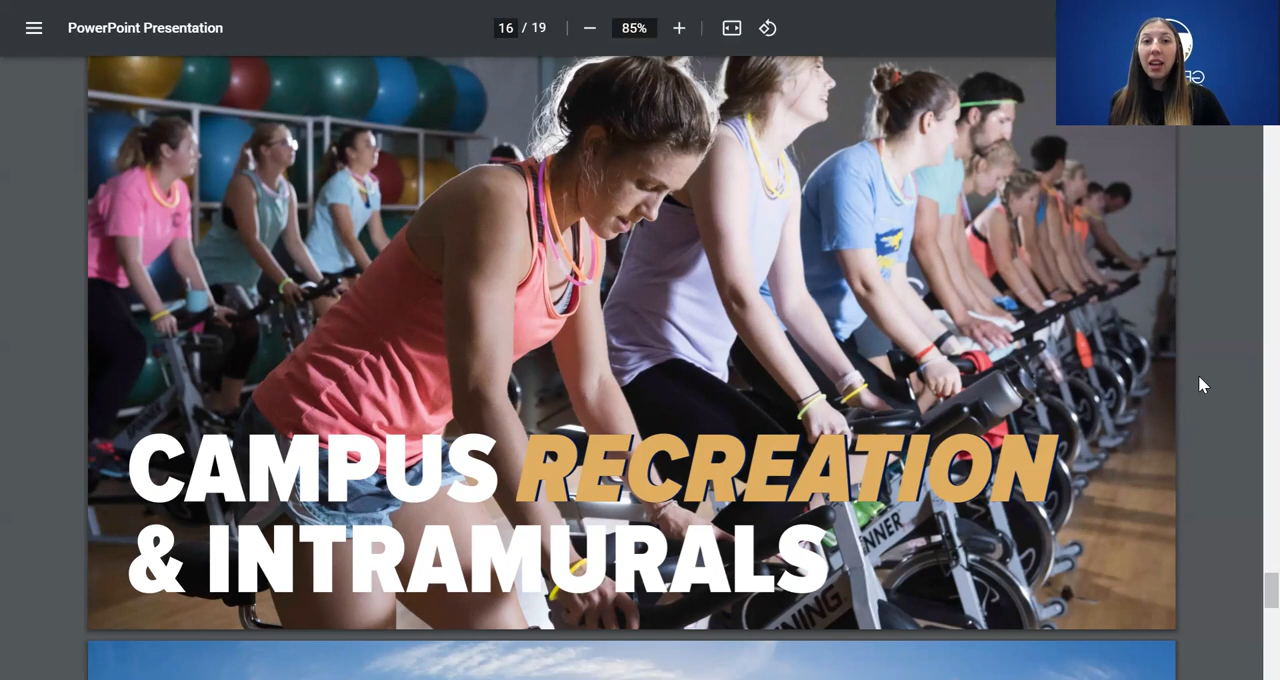 PowerPoint Presentation
16 / 19
85%
CAMPUS RECREATION
& INTRAMURALS